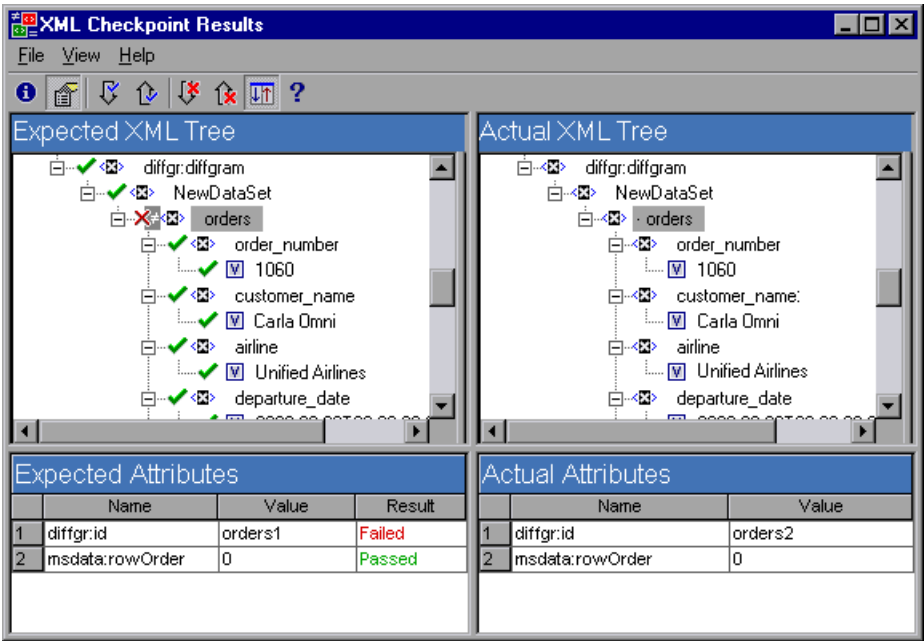 XML Checkpoint Results
File View Help
Expected XML Tree
diffgr:diffgram
NewDataSet
orders
order_number
1060
customer_name
Carla Omni
airline
Unified Airlines
departure_date
Actual XML Tree
diffgr:diffgram
NewDataSet
· orders
order_number
1060
customer_name:
Carla Omni
airline
Unified Airlines
departure_date
Expected Attributes
Name Value Result
1 diffgr:id orders1 Failed
2 msdata:rowOrder 0 Passed
Actual Attributes
Name Value
1 diffgr:id orders2
2 msdata:rowOrder 0